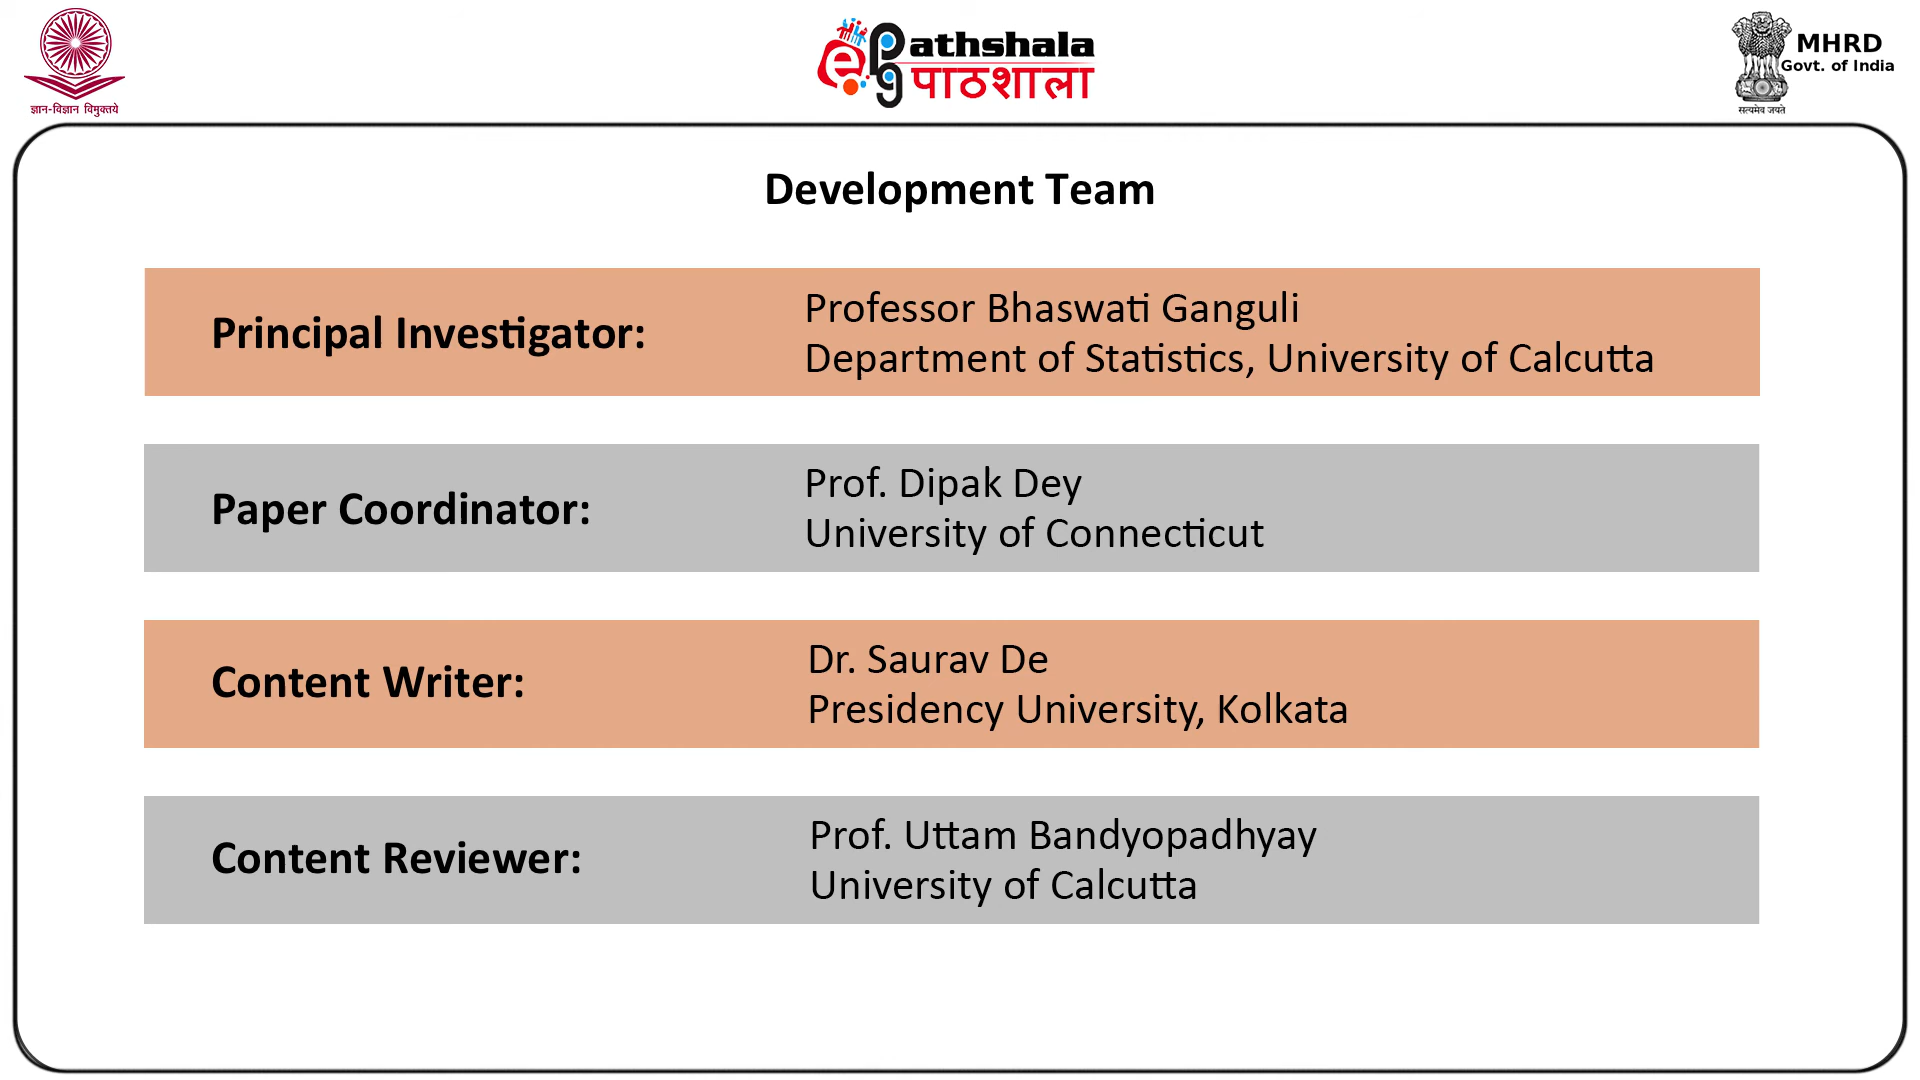 ज्ञान-विज्ञान विमुक्तये
e
pg
Pathshala
पाठशाला
MHRD
Govt. of India
सत्यमेव जयते
Development Team
Principal Investigator:
Professor Bhaswati Ganguli
Department of Statistics, University of Calcutta
Paper Coordinator:
Prof. Dipak Dey
University of Connecticut
Content Writer:
Dr. Saurav De
Presidency University, Kolkata
Content Reviewer:
Prof. Uttam Bandyopadhyay
University of Calcutta